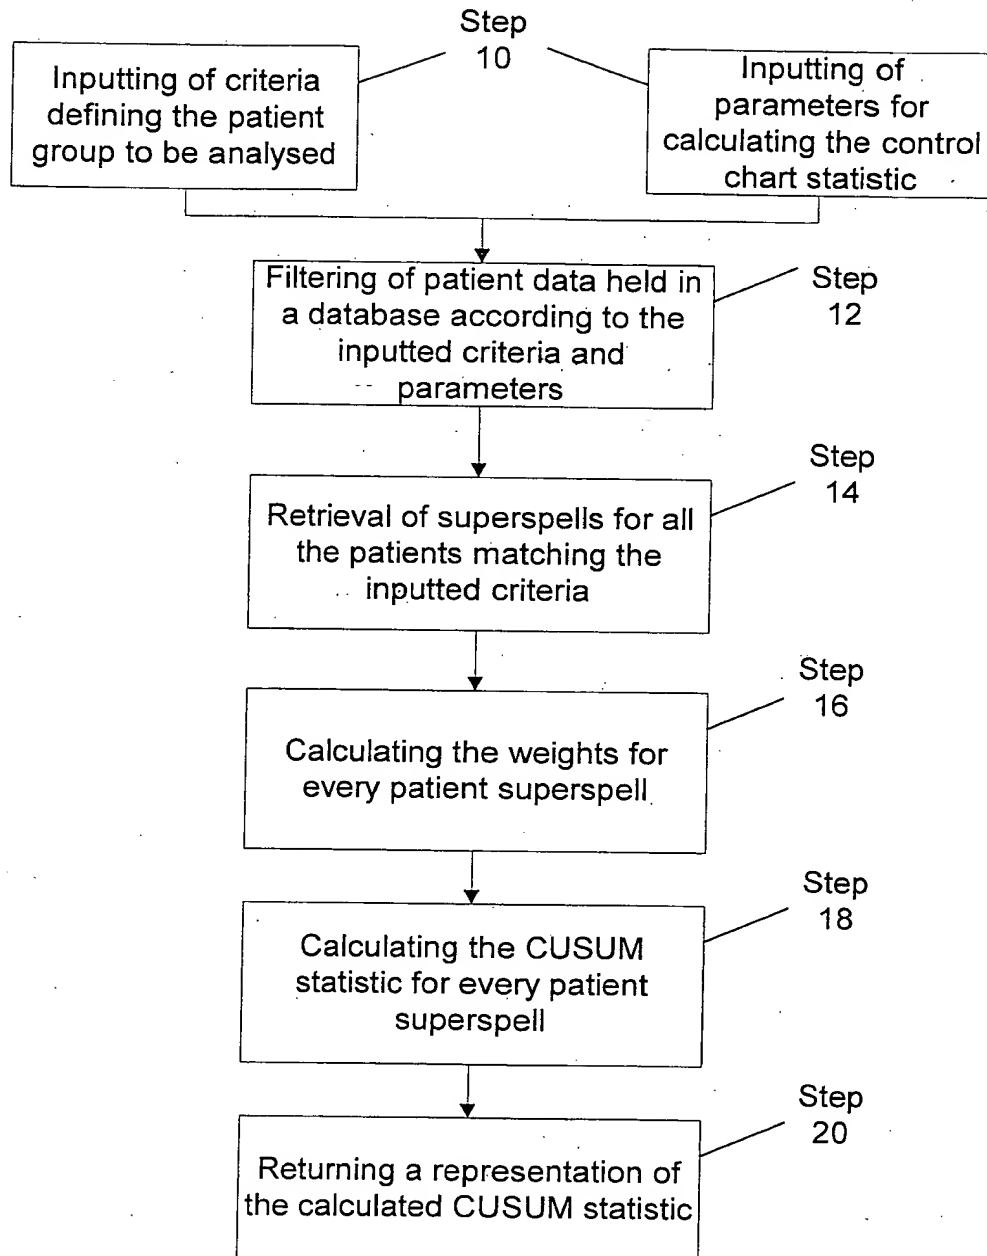 Step
10
Inputting of criteria
defining the patient
group to be analysed
Inputting of
parameters for
calculating the control
chart statistic
Filtering of patient data held in
a database according to the
inputted criteria and
parameters
Step
12
Retrieval of superspells for all
the patients matching the
inputted criteria
Step
14
Calculating the weights for
every patient superspell
Step
16
Calculating the CUSUM
statistic for every patient
superspell
Step
18
Returning a representation of
the calculated CUSUM statistic
Step
20